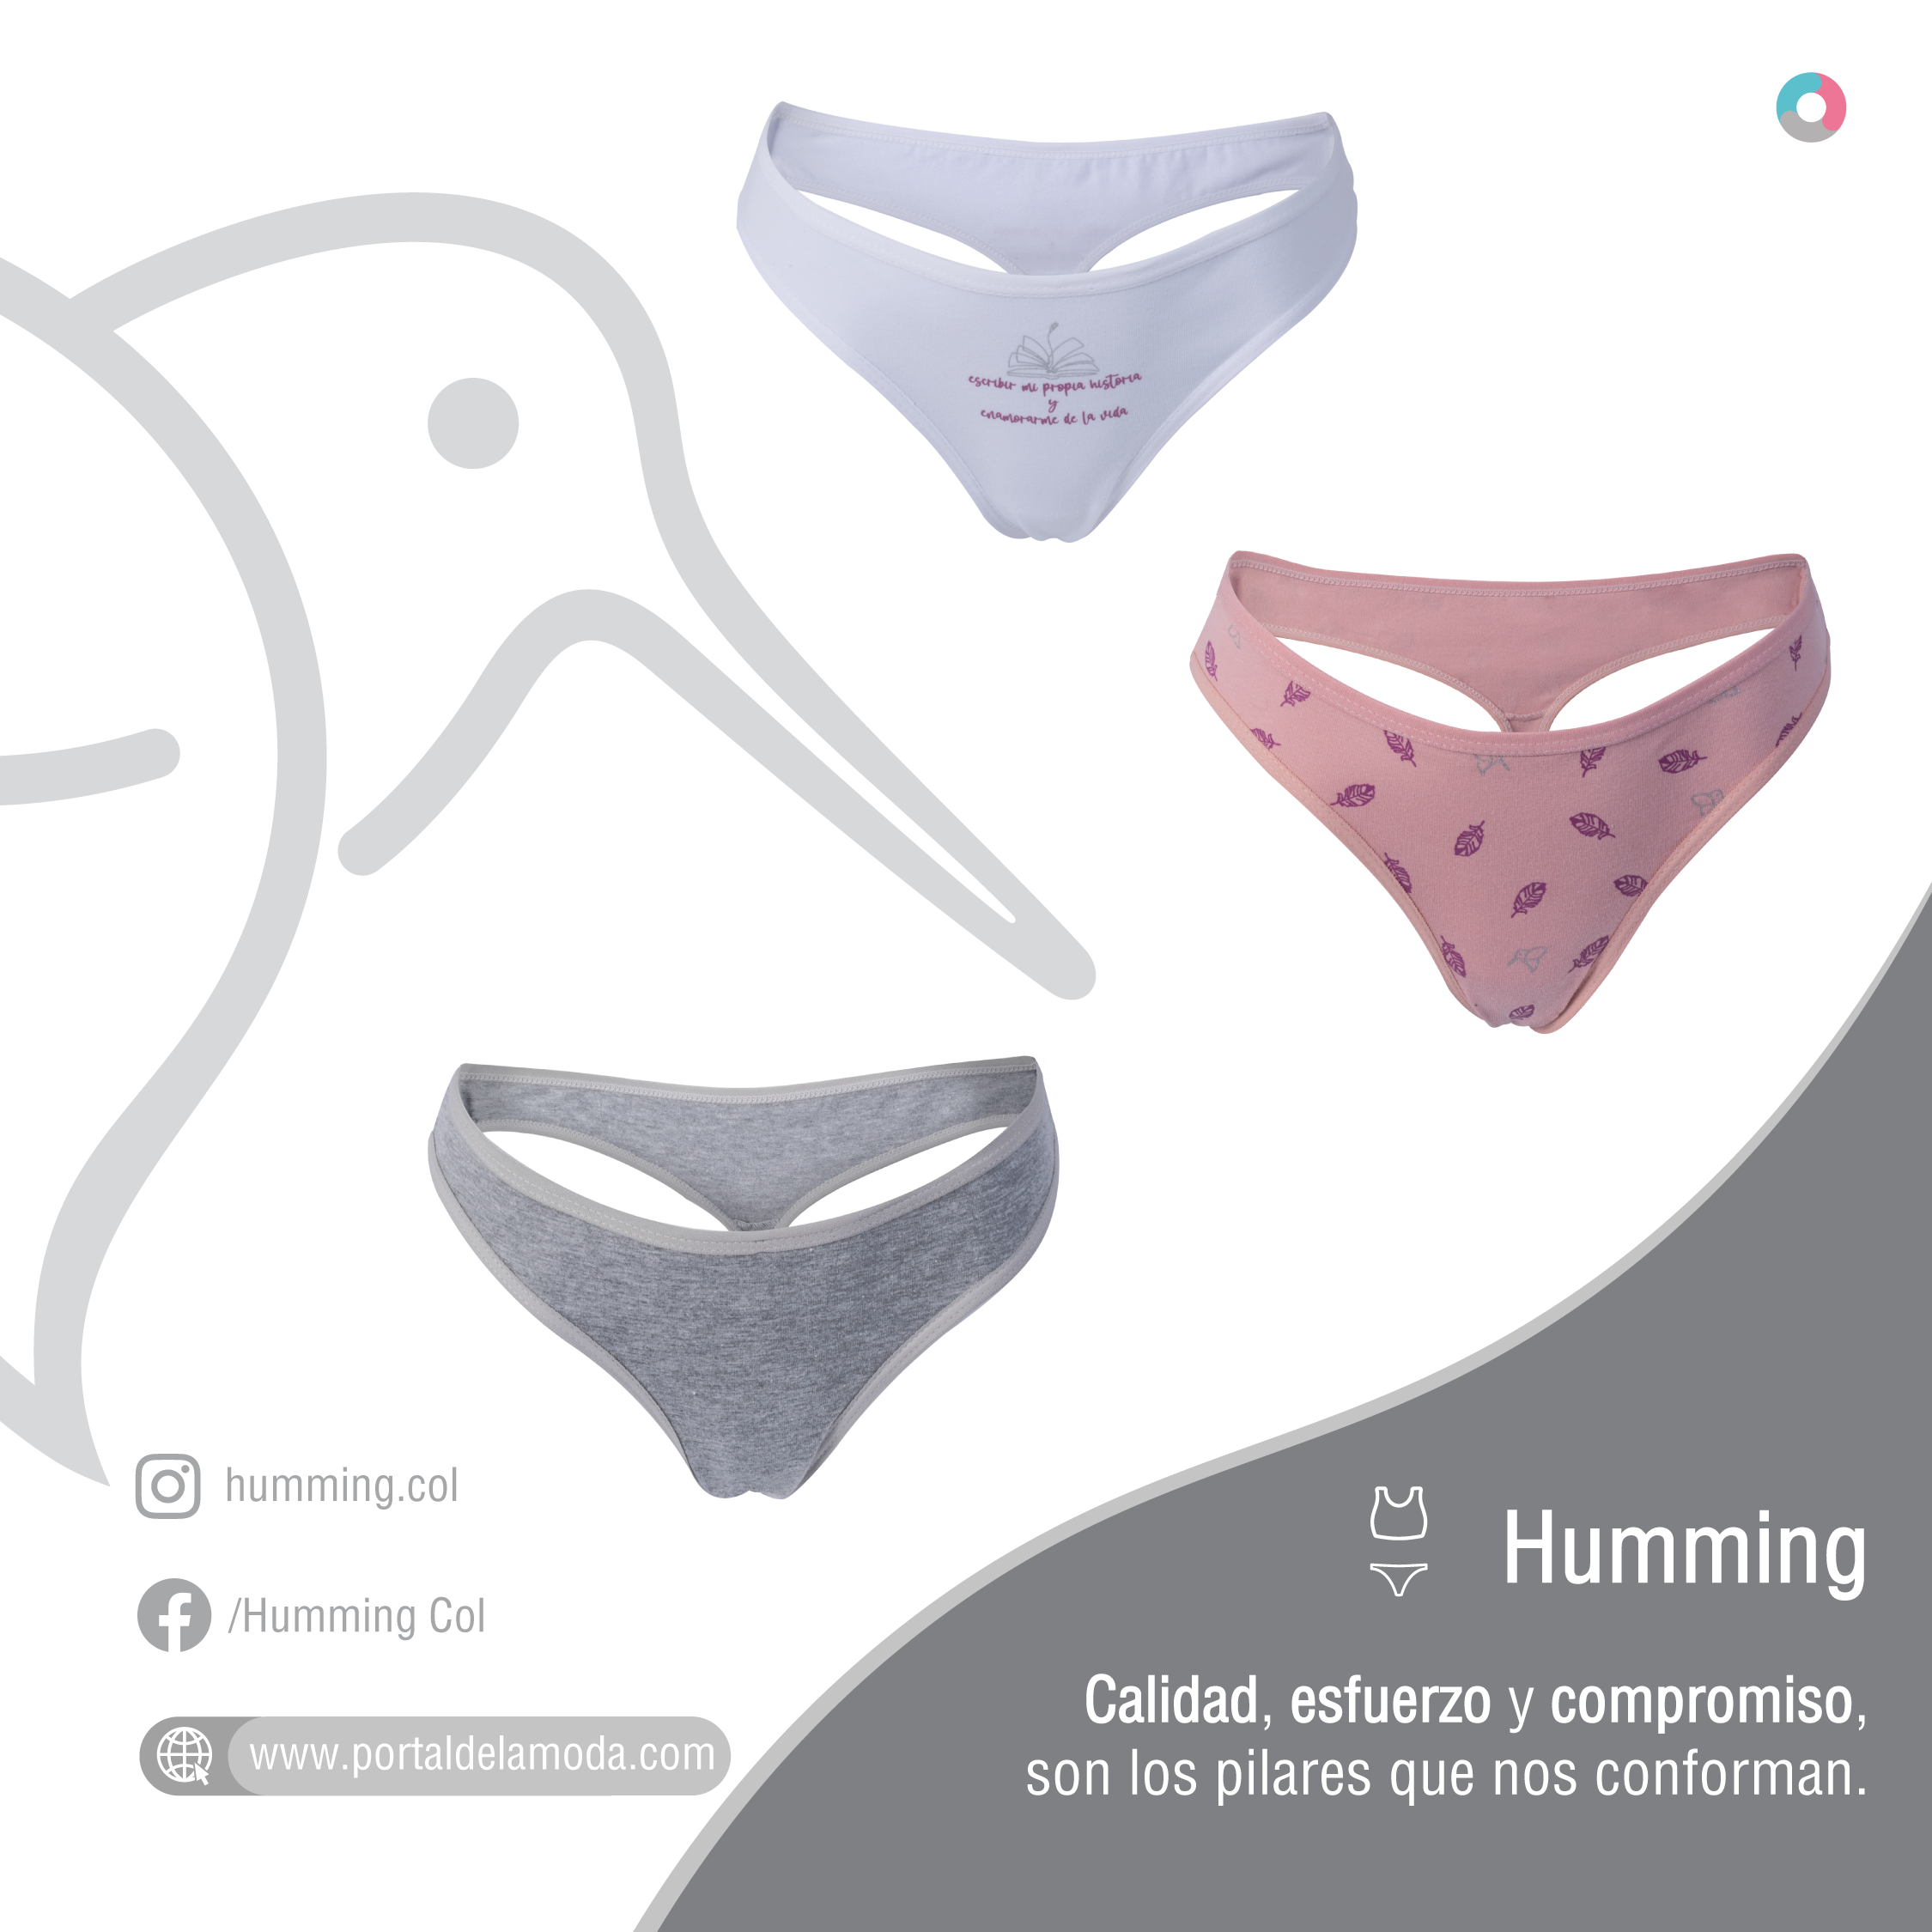 escribir mi propia historia
y
enamorarme de la vida
humming.col
/Humming Col
www.portaldelamoda.com
Humming
Calidad, esfuerzo y compromiso,
son los pilares que nos conforman.